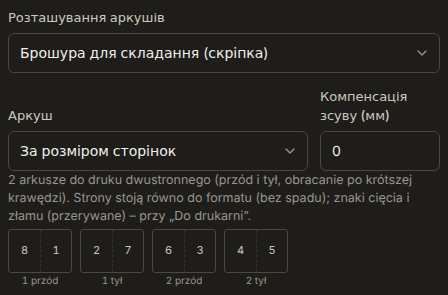 Розташування аркушів
Брошура для складання (скріпка)
Аркуш
Компенсація
зсуву (мм)
За розміром сторінок
0
2 arkusze do druku dwustronnego (przód i tył, obracanie po krótszej
krawędzi). Strony stoją równo do formatu (bez spadu); znaki cięcia i
złamu (przerywane) – przy „Do drukarni”.
8 1 2 7 6 3 4 5
1 przód 1 tył 2 przód 2 tył